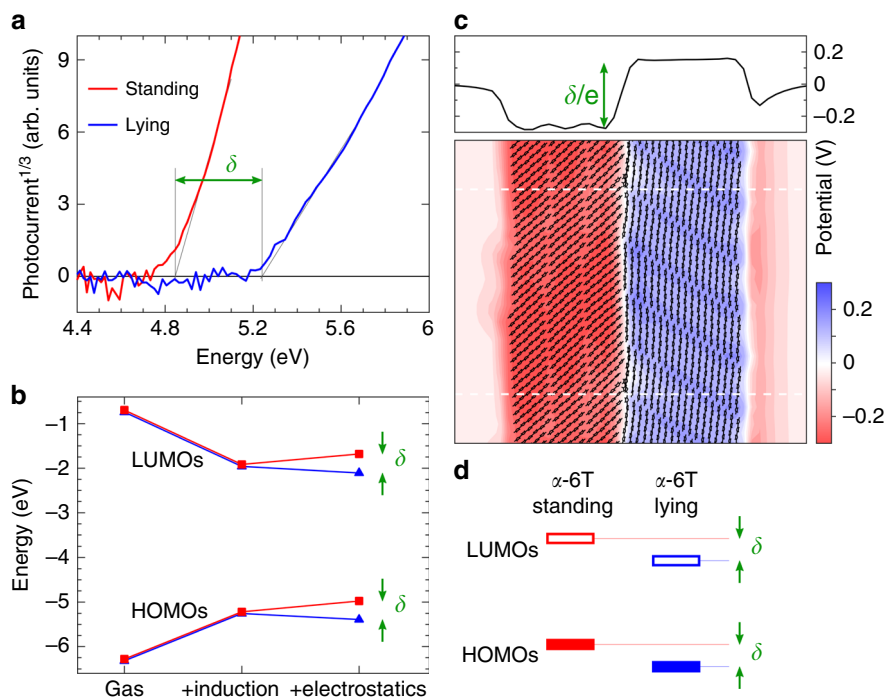 a
9
6
3
0
Photocurrent1/3 (arb. units)
Standing
Lying
δ
4.4
4.8
5.2
5.6
6
Energy (eV)
b
−1
−2
−3
−4
−5
−6
Energy (eV)
LUMOs
HOMOs
δ
δ
Gas
+induction
+electrostatics
c
δ/e
0.2
0
−0.2
Potential (V)
0.2
0
−0.2
d
α-6T
standing
α-6T
lying
LUMOs
δ
HOMOs
δ